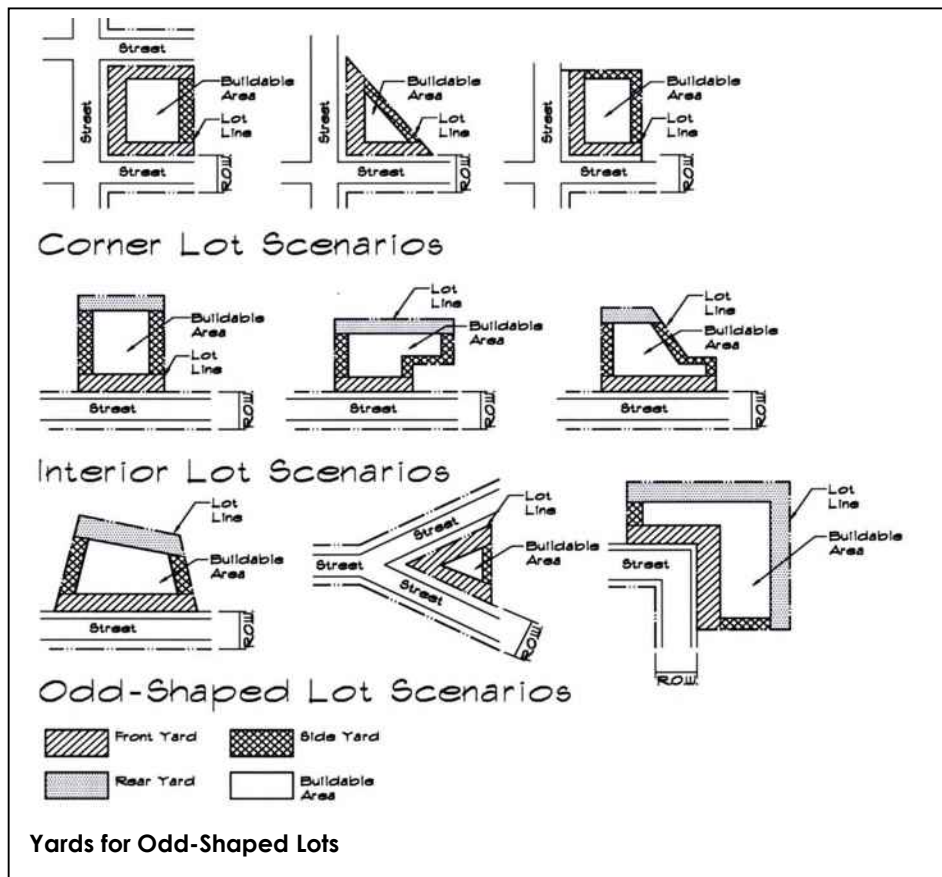 Street
Buildable
Area
Lot
Line
Street
Street
R.O.W.
Buildable
Area
Lot
Line
Street
Street
R.O.W.
Buildable
Area
Lot
Line
Street
Street
R.O.W.
Corner Lot Scenarios
Buildable
Area
Lot
Line
Street
R.O.W.
Lot
Line
Buildable
Area
Street
R.O.W.
Lot
Line
Buildable
Area
Street
R.O.W.
Interior Lot Scenarios
Lot
Line
Buildable
Area
Street
R.O.W.
Street
Lot
Line
Street
Buildable
Area
Street
R.O.W.
Lot
Line
Buildable
Area
Street
R.O.W.
Odd-Shaped Lot Scenarios
Front Yard
Side Yard
Rear Yard
Buildable
Area
Yards for Odd-Shaped Lots